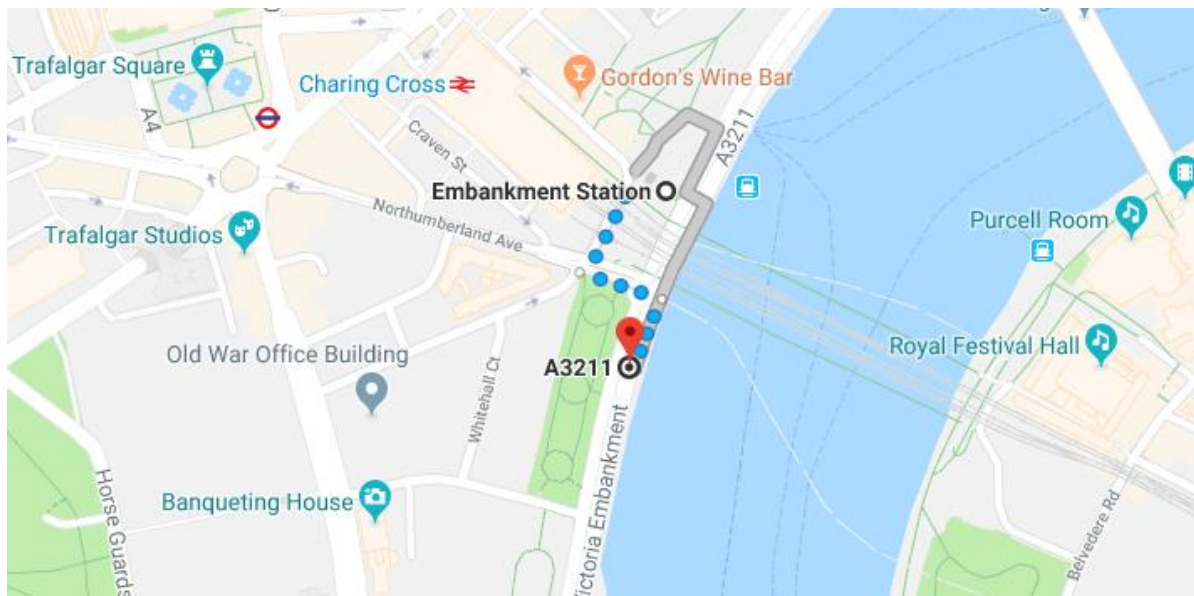 Trafalgar Square
A4
Charing Cross
Gordon's Wine Bar
A3211
Craven St
Embankment Station
Northumberland Ave
Trafalgar Studios
Purcell Room
Old War Office Building
A3211
Royal Festival Hall
Whitehall Ct
Horse Guards
Banqueting House
Victoria Embankment
Belvedere Rd